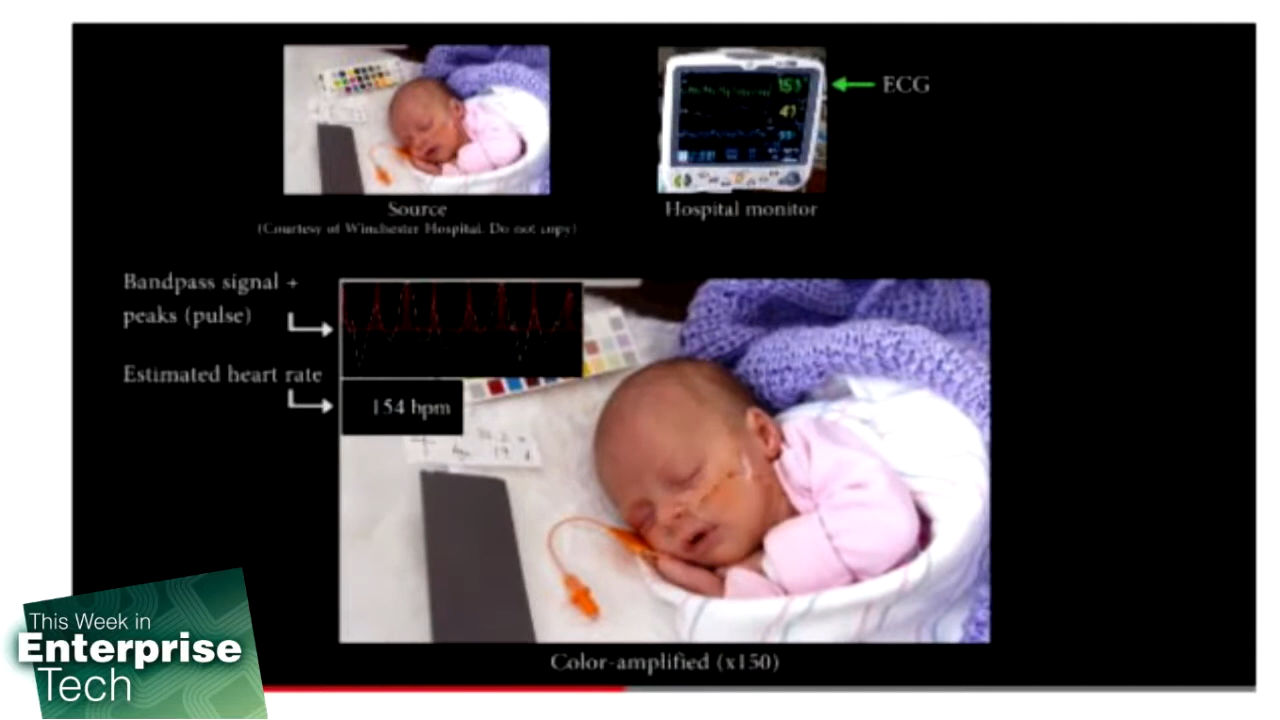 Source
(Courtesy of Winchester Hospital. Do not copy)
ECG
Hospital monitor
Bandpass signal +
peaks (pulse)
Estimated heart rate
154 bpm
Color-amplified (x150)
This Week in
Enterprise
Tech